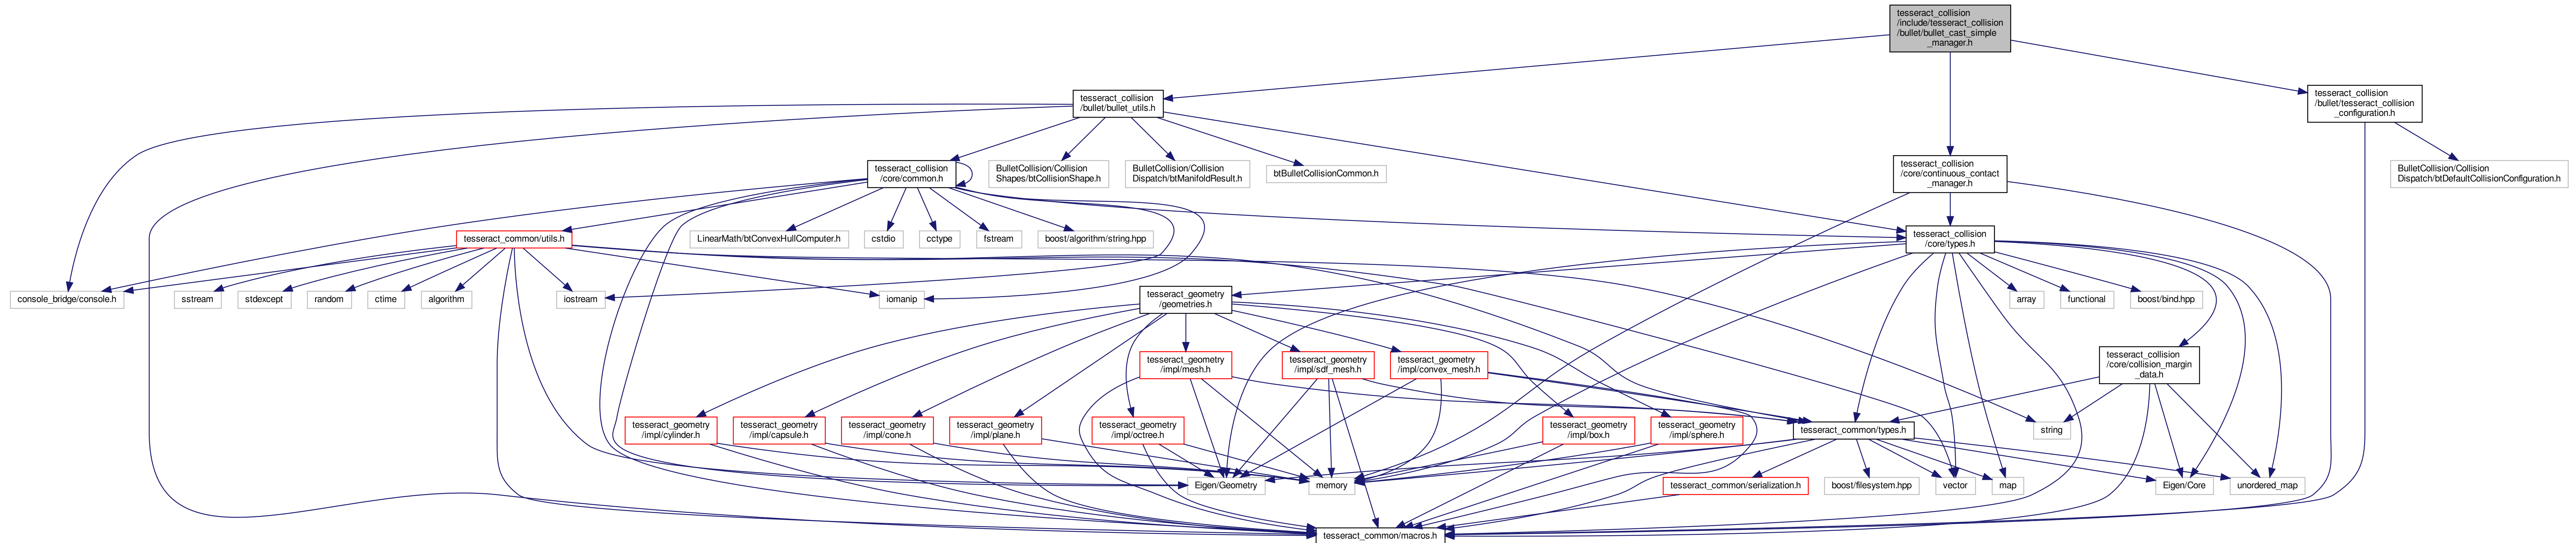 tesseract_collision
/include/tesseract_collision
/bullet/bullet_cast_simple
_manager.h
tesseract_collision
/bullet/bullet_utils.h
tesseract_collision
/bullet/tesseract_collision
_configuration.h
tesseract_collision
/core/common.h
BulletCollision/Collision
Shapes/btCollisionShape.h
BulletCollision/Collision
Dispatch/btManifoldResult.h
btBulletCollisionCommon.h
tesseract_collision
/core/continuous_contact
_manager.h
BulletCollision/Collision
Dispatch/btDefaultCollisionConfiguration.h
tesseract_common/utils.h
LinearMath/btConvexHullComputer.h
cstdio
cctype
fstream
boost/algorithm/string.hpp
tesseract_collision
/core/types.h
console_bridge/console.h
sstream
stdexcept
random
ctime
algorithm
iostream
iomanip
tesseract_geometry
/geometries.h
array
functional
boost/bind.hpp
tesseract_geometry
/impl/mesh.h
tesseract_geometry
/impl/sdf_mesh.h
tesseract_geometry
/impl/convex_mesh.h
tesseract_collision
/core/collision_margin
_data.h
tesseract_geometry
/impl/cylinder.h
tesseract_geometry
/impl/capsule.h
tesseract_geometry
/impl/cone.h
tesseract_geometry
/impl/plane.h
tesseract_geometry
/impl/octree.h
tesseract_geometry
/impl/box.h
tesseract_geometry
/impl/sphere.h
tesseract_common/types.h
string
Eigen/Geometry
memory
tesseract_common/serialization.h
boost/filesystem.hpp
vector
map
Eigen/Core
unordered_map
tesseract_common/macros.h